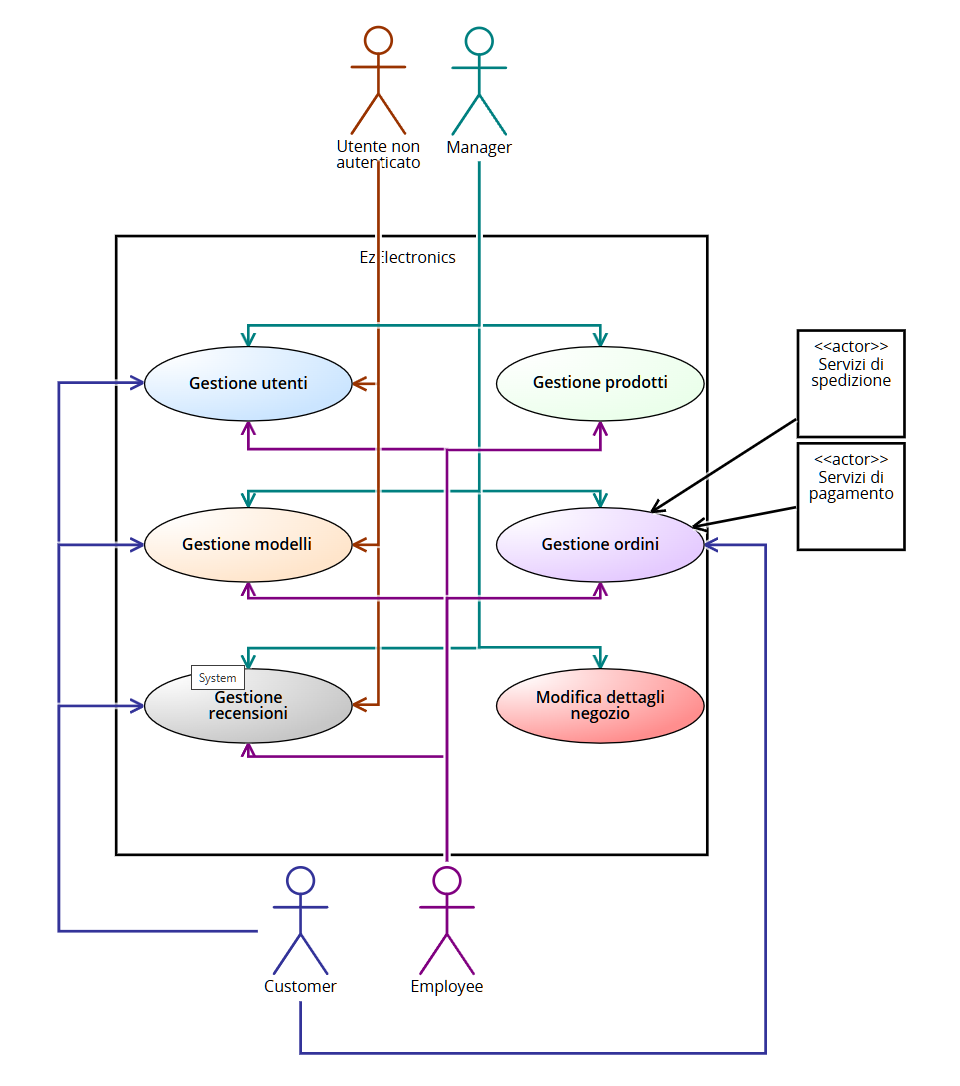 Utente non
autenticato
Manager
EzElectronics
Gestione utenti
Gestione prodotti
<<actor>>
Servizi di
spedizione
<<actor>>
Servizi di
pagamento
Gestione modelli
Gestione ordini
System
Gestione
recensioni
Modifica dettagli
negozio
Customer
Employee